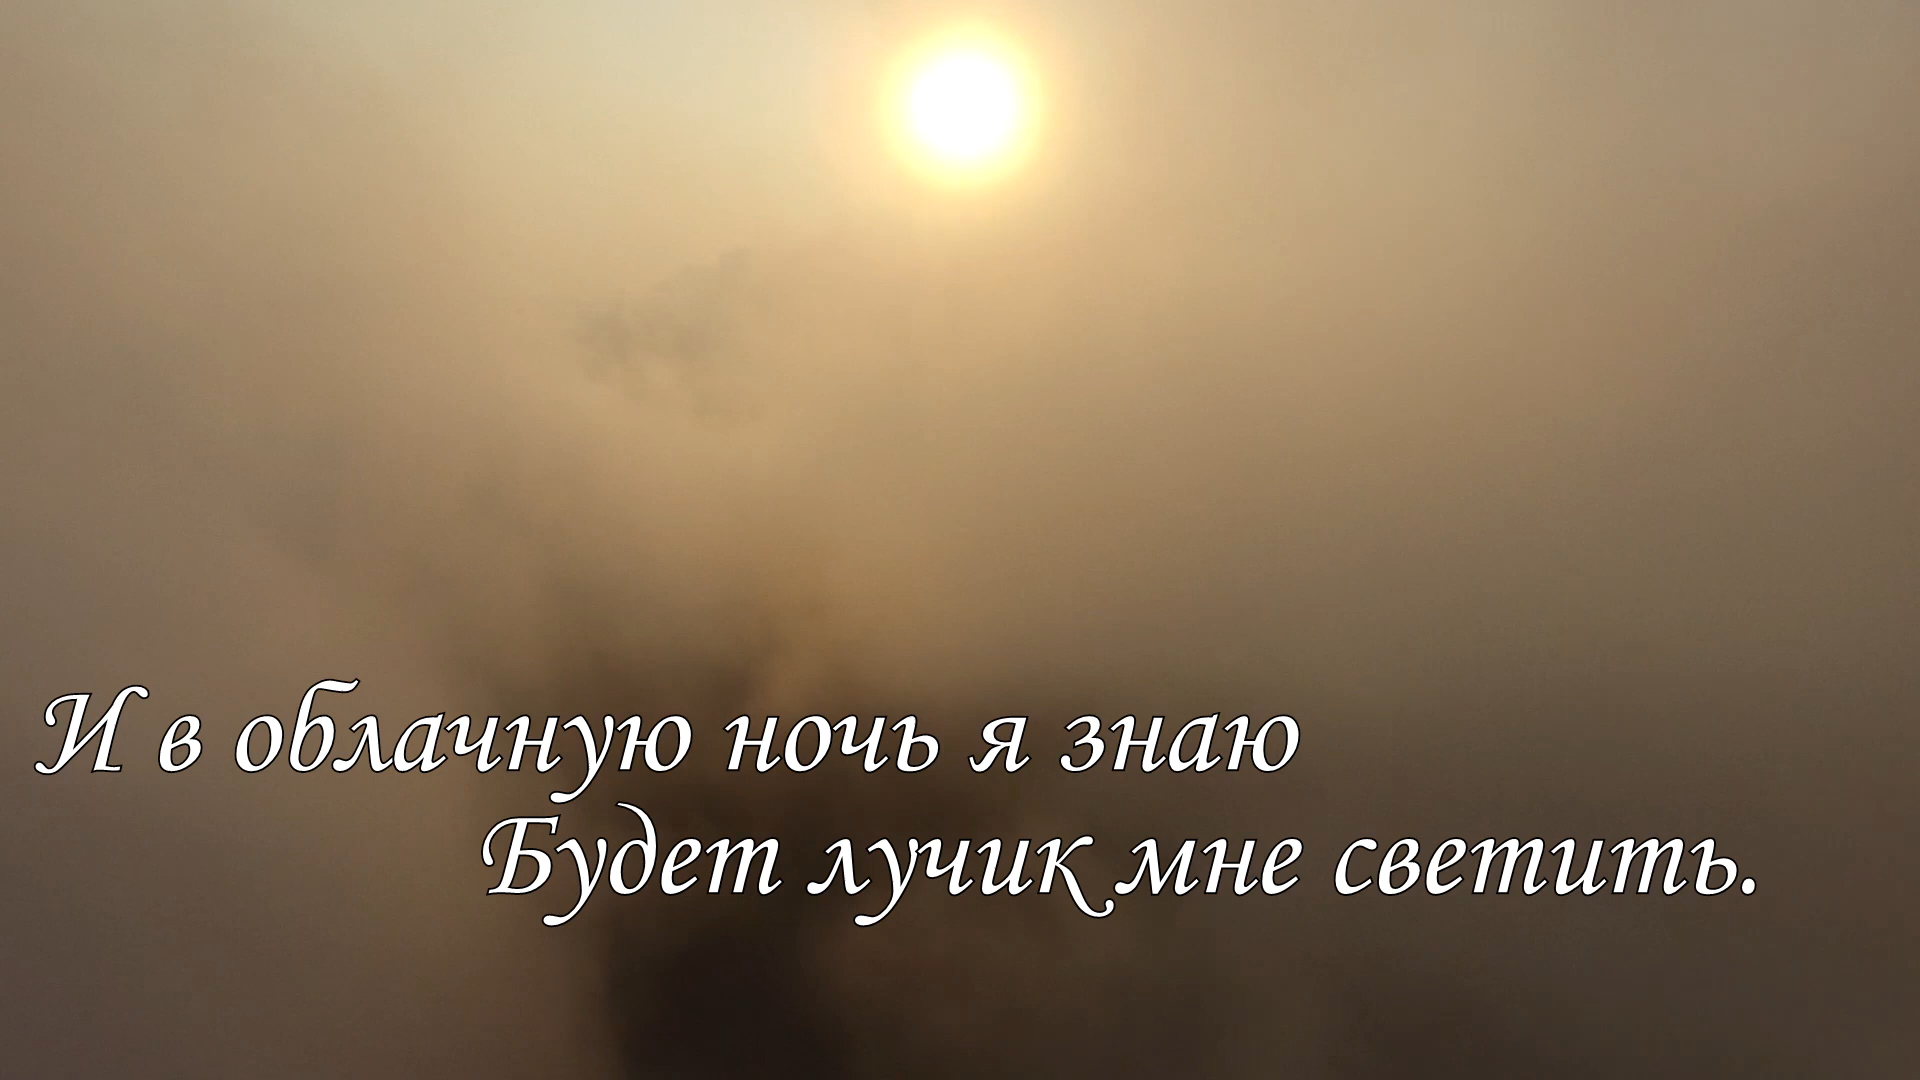 И в облачную ночь я знаю
Будет лучик мне светить.